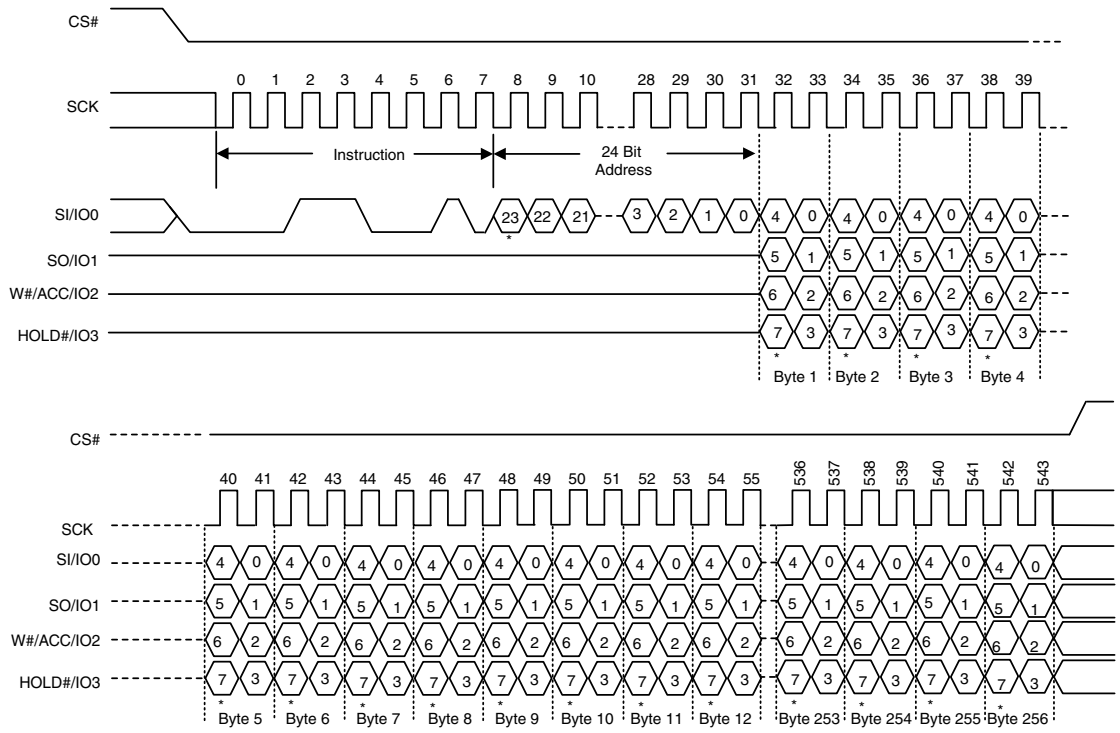 CS#
0 1 2 3 4 5 6 7 8 9 10 28 29 30 31 32 33 34 35 36 37 38 39
SCK
Instruction
24 Bit
Address
SI/IO0 23 22 21 3 2 1 0 4 0 4 0 4 0 4 0
*
SO/IO1 5 1 5 1 5 1 5 1
W#/ACC/IO2 6 2 6 2 6 2 6 2
HOLD#/IO3 7 3 7 3 7 3 7 3
* * * *
Byte 1 Byte 2 Byte 3 Byte 4
CS#
40 41 42 43 44 45 46 47 48 49 50 51 52 53 54 55 536 537 538 539 540 541 542 543
SCK
SI/IO0 4 0 4 0 4 0 4 0 4 0 4 0 4 0 4 0 4 0 4 0 4 0 4 0
SO/IO1 5 1 5 1 5 1 5 1 5 1 5 1 5 1 5 1 5 1 5 1 5 1 5 1
W#/ACC/IO2 6 2 6 2 6 2 6 2 6 2 6 2 6 2 6 2 6 2 6 2 6 2 6 2
HOLD#/IO3 7 3 7 3 7 3 7 3 7 3 7 3 7 3 7 3 7 3 7 3 7 3 7 3
* * * * * * * * * * * *
Byte 5 Byte 6 Byte 7 Byte 8 Byte 9 Byte 10 Byte 11 Byte 12 Byte 253 Byte 254 Byte 255 Byte 256